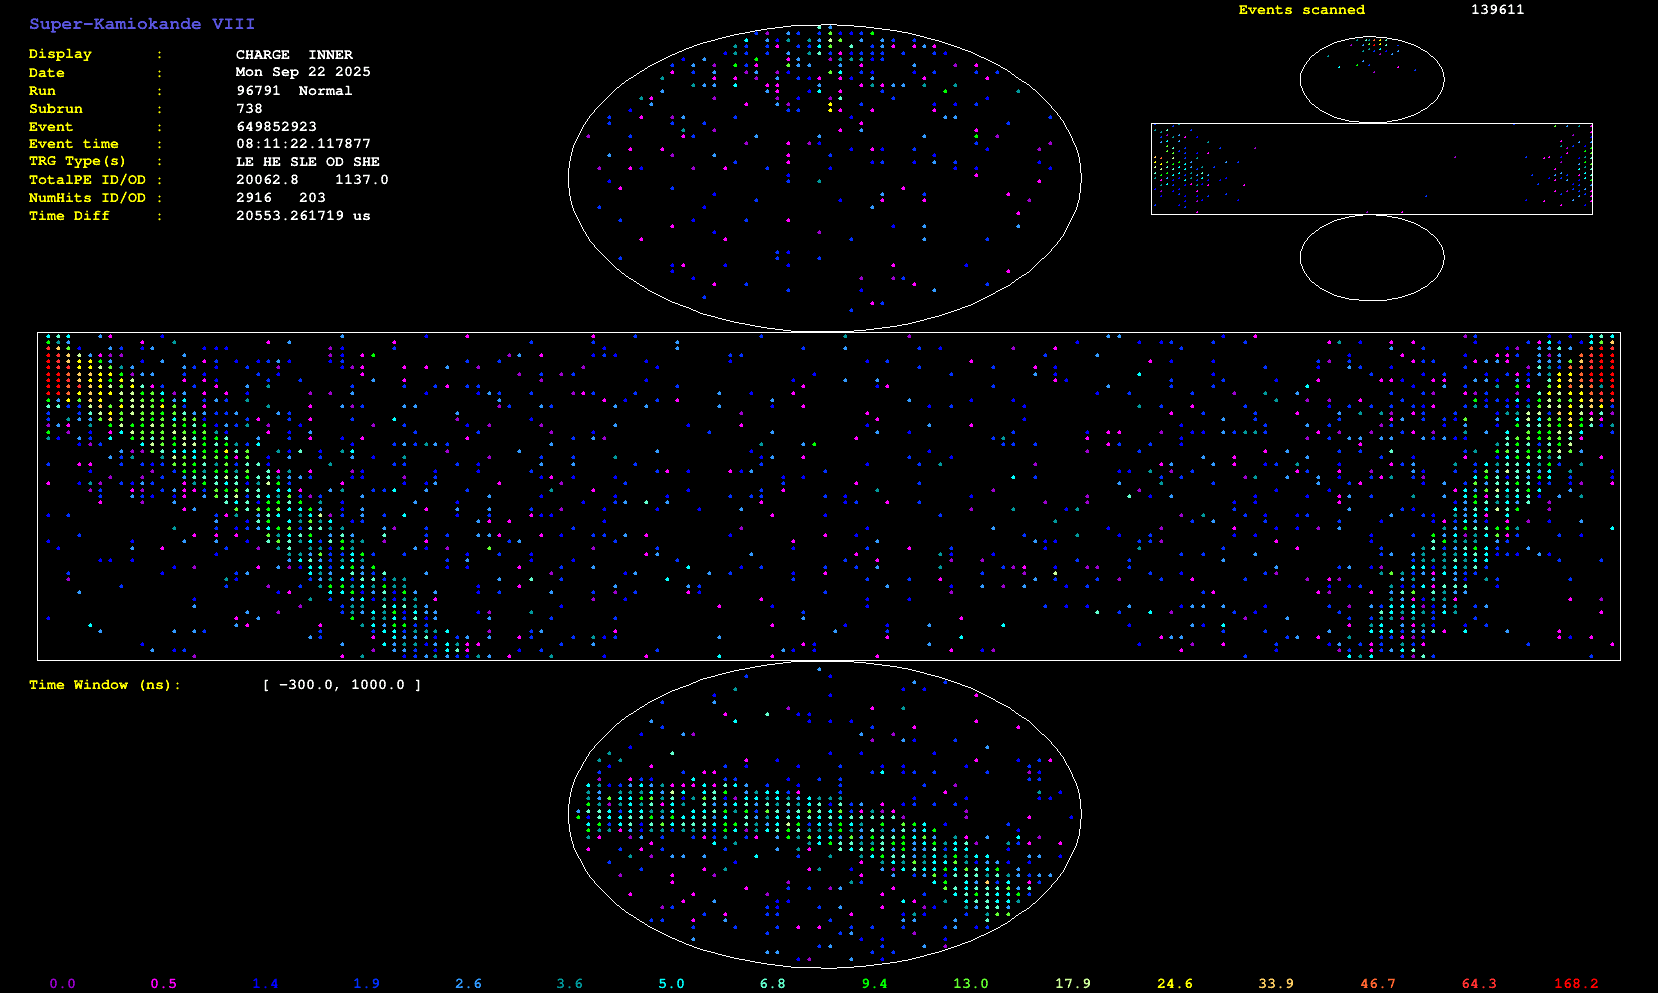 Super-Kamiokande VIII
Display : CHARGE INNER
Date : Mon Sep 22 2025
Run : 96791 Normal
Subrun : 738
Event : 649852923
Event time : 08:11:22.117877
TRG Type(s) : LE HE SLE OD SHE
TotalPE ID/OD : 20062.8 1137.0
NumHits ID/OD : 2916 203
Time Diff : 20553.261719 us
Events scanned 139611
Time Window (ns): [ -300.0, 1000.0 ]
0.0 0.5 1.4 1.9 2.6 3.6 5.0 6.8 9.4 13.0 17.9 24.6 33.9 46.7 64.3 168.2